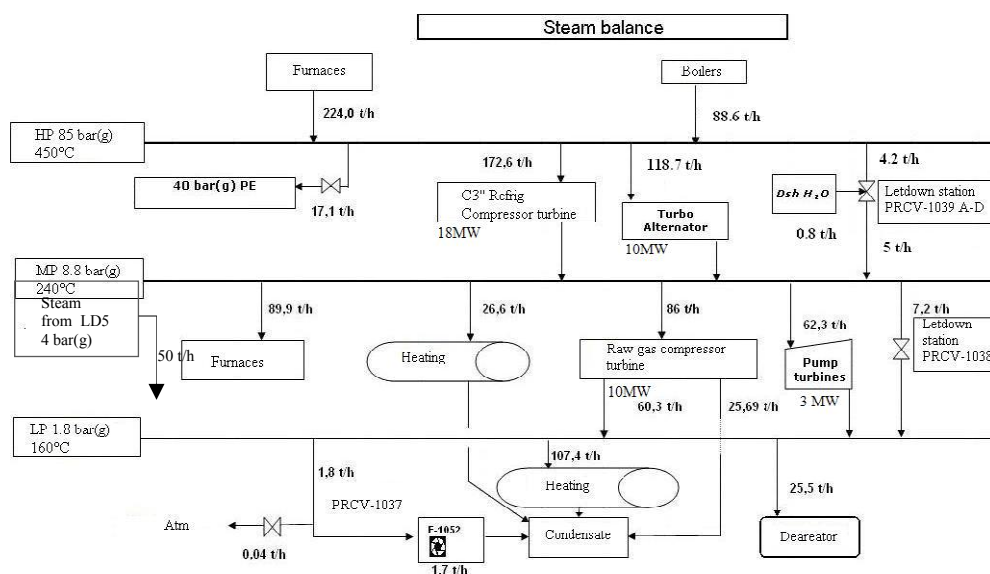 Steam balance
Furnaces
Boilers
224,0 t/h
88.6 t/h
HP 85 bar(g)
450°C
172,6 t/h
118.7 t/h
4.2 t/h
40 bar(g) PE
17,1 t/h
C3" Refrig
Compressor turbine
18MW
Turbo
Alternator
10MW
Dsh H₂O
0.8 t/h
Letdown station
PRCV-1039 A-D
5 t/h
MP 8.8 bar(g)
240°C
Steam
from LD5
4 bar(g)
50 t/h
89,9 t/h
26,6 t/h
86 t/h
62,3 t/h
7,2 t/h
Furnaces
Heating
Raw gas compressor
turbine
10MW
Pump
turbines
3 MW
Letdown
station
PRCV-1038
60,3 t/h
25,69 t/h
LP 1.8 bar(g)
160°C
1,8 t/h
107,4 t/h
25,5 t/h
PRCV-1037
Heating
Atm
0,04 t/h
E-1052
1,7 t/h
Condensate
Deareator